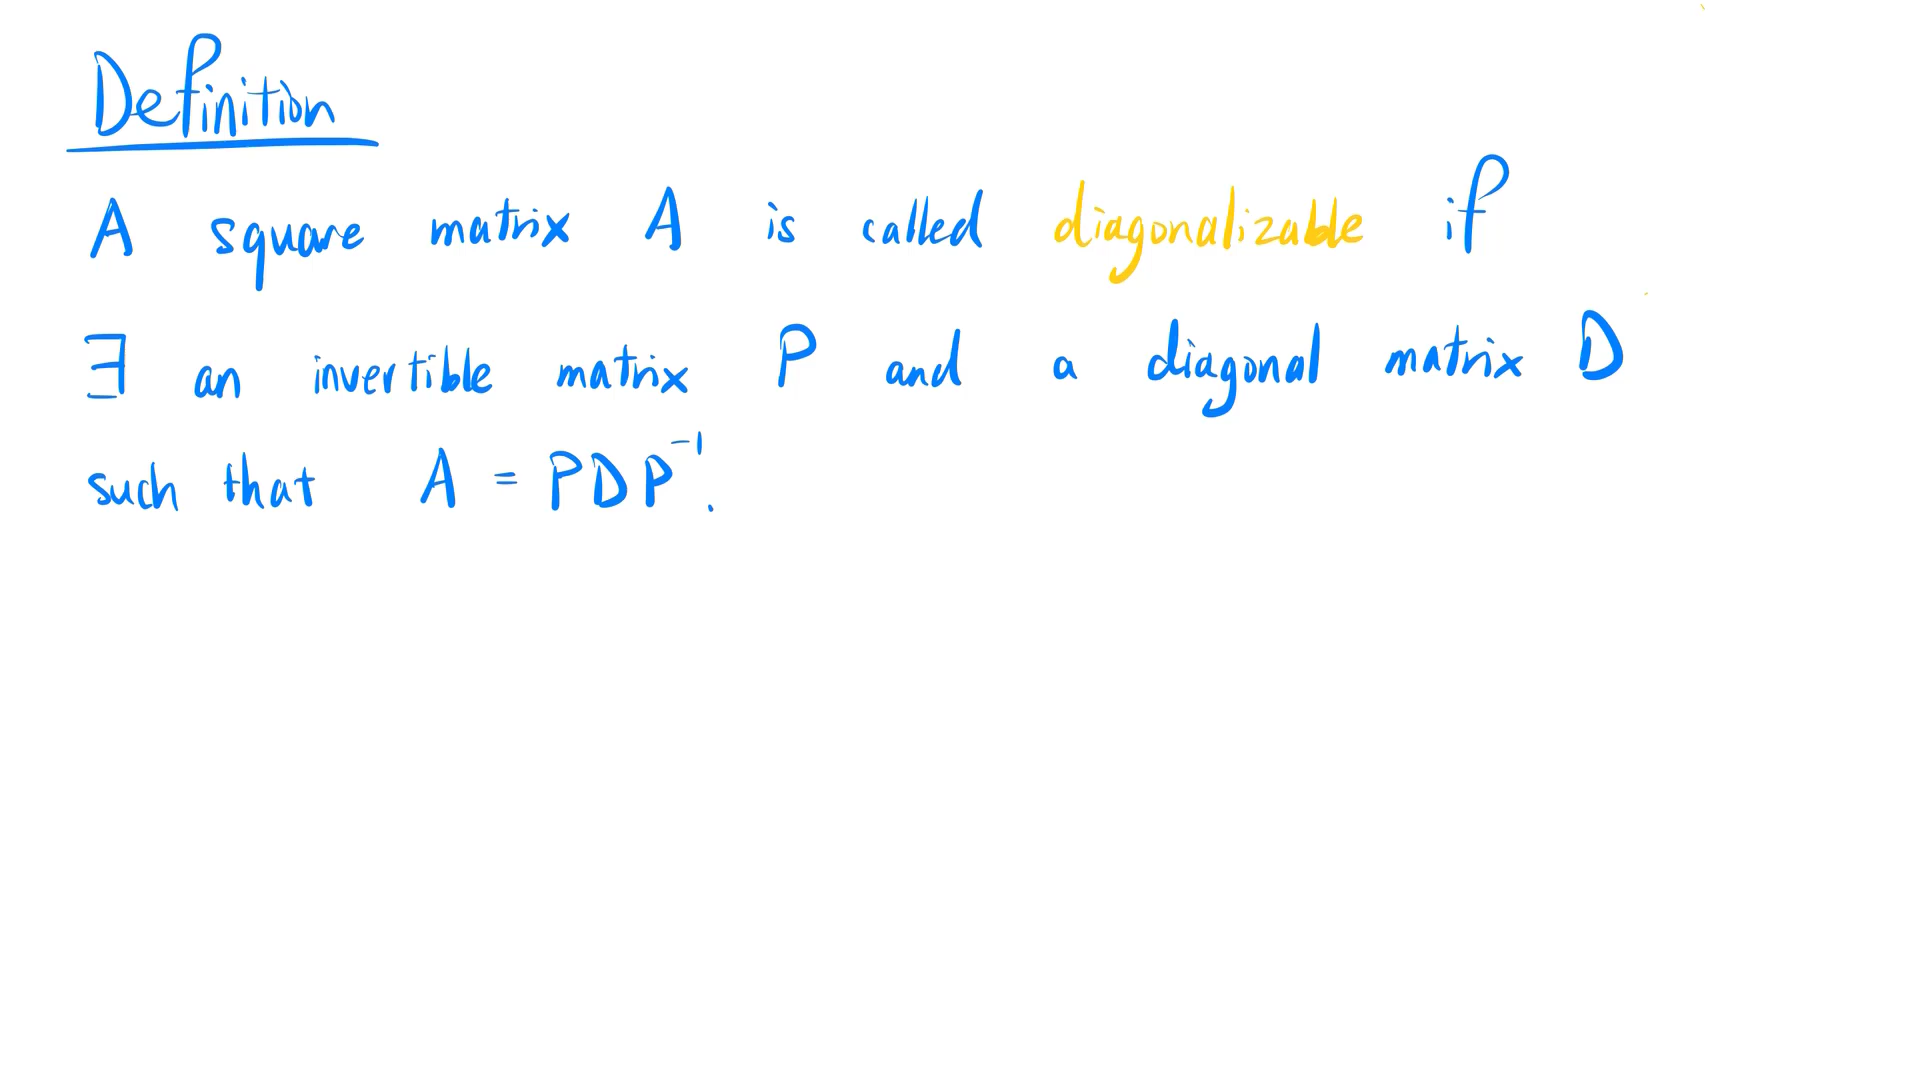 Definition
A square matrix A is called diagonalizable if
∃ an invertible matrix P and a diagonal matrix D
such that A = PDP⁻¹.